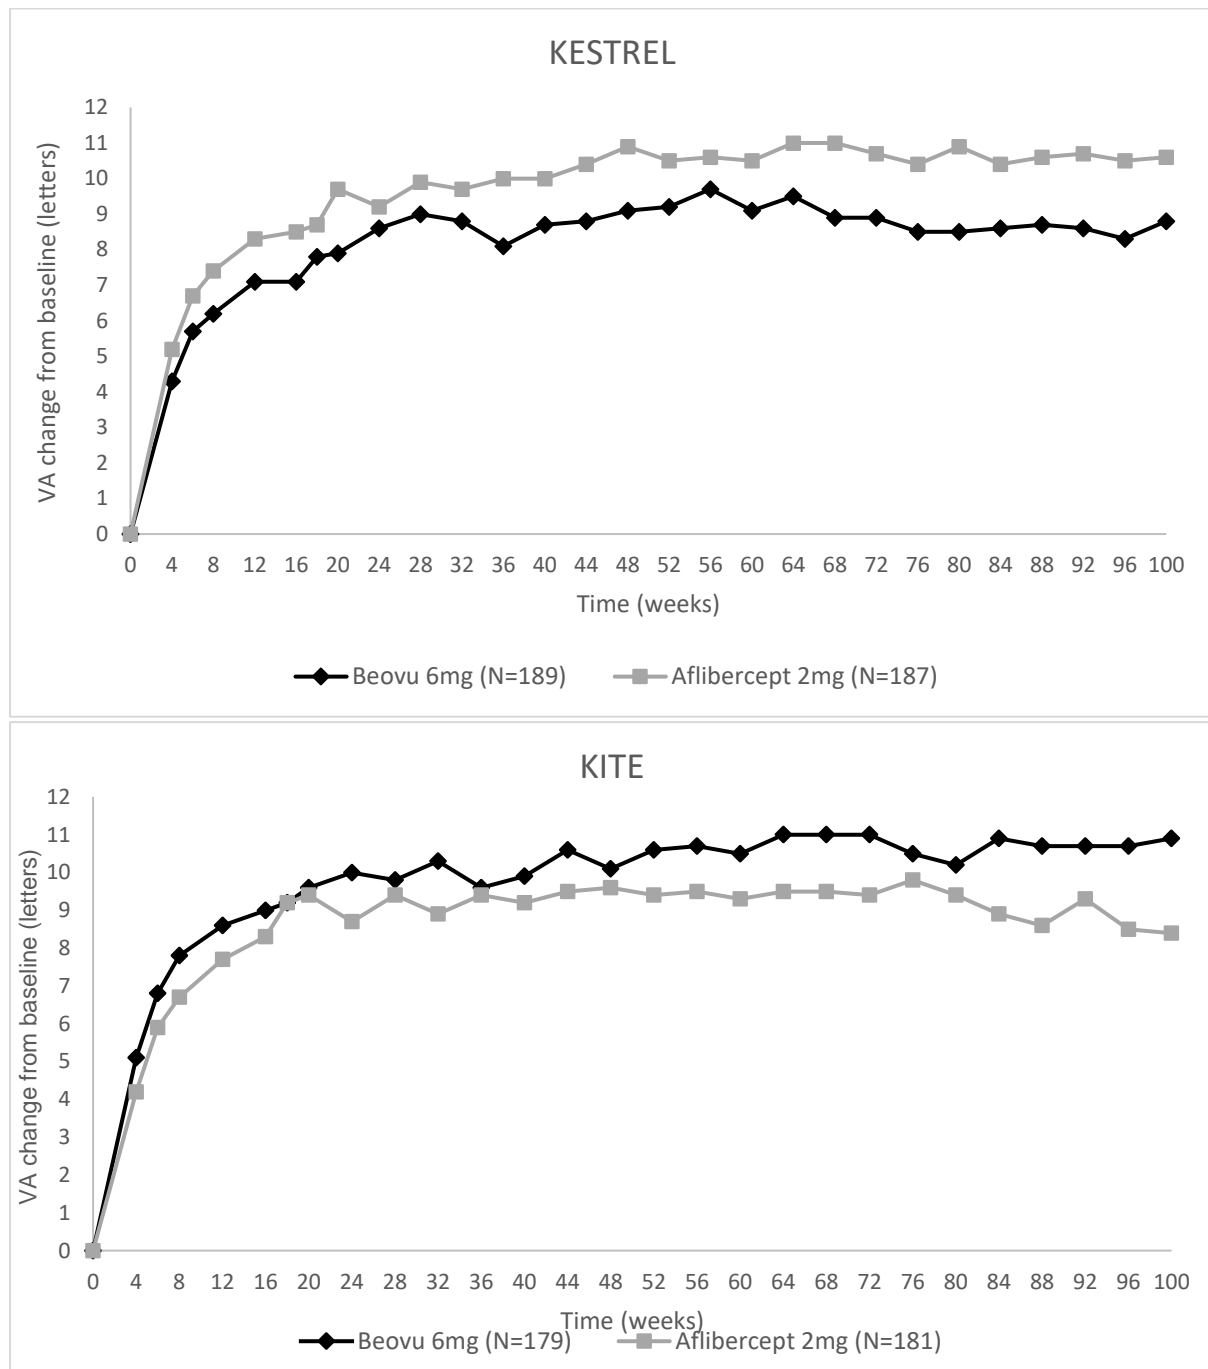 KESTREL
12
11
10
9
8
7
6
5
4
3
2
1
0
VA change from baseline (letters)
0 4 8 12 16 20 24 28 32 36 40 44 48 52 56 60 64 68 72 76 80 84 88 92 96 100
Time (weeks)
Beovu 6mg (N=189) Aflibercept 2mg (N=187)
KITE
12
11
10
9
8
7
6
5
4
3
2
1
0
VA change from baseline (letters)
0 4 8 12 16 20 24 28 32 36 40 44 48 52 56 60 64 68 72 76 80 84 88 92 96 100
Time (weeks)
Beovu 6mg (N=179) Aflibercept 2mg (N=181)